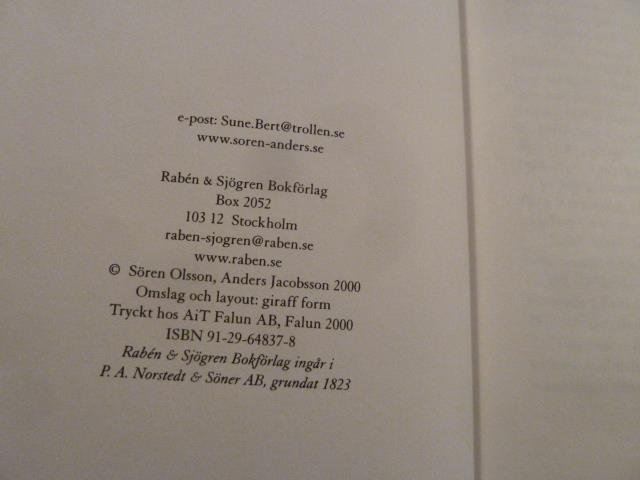 e-post: Sune.Bert@trollen.se
www.soren-anders.se
Rabén & Sjögren Bokförlag
Box 2052
103 12 Stockholm
raben-sjogren@raben.se
www.raben.se
© Sören Olsson, Anders Jacobsson 2000
Omslag och layout: giraff form
Tryckt hos AiT Falun AB, Falun 2000
ISBN 91-29-64837-8
Rabén & Sjögren Bokförlag ingår i
P. A. Norstedt & Söner AB, grundat 1823